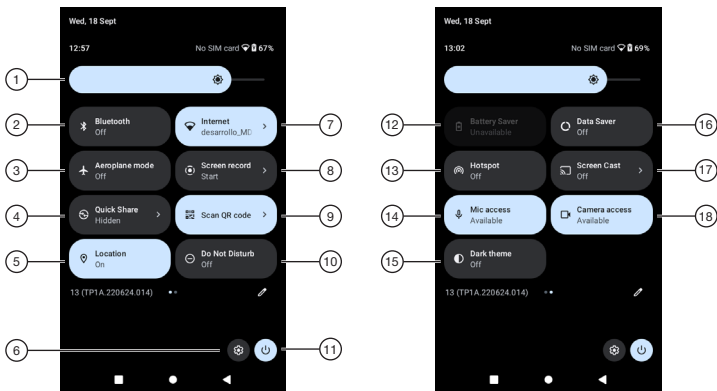 Wed, 18 Sept
12:57 No SIM card 67%
1
2 Bluetooth
Off
Internet
desarrollo_MD
7
3 Aeroplane mode
Off
Screen record
Start
8
4 Quick Share
Hidden
Scan QR code
9
5 Location
On
Do Not Disturb
Off
10
13 (TP1A.220624.014)
6
11
Wed, 18 Sept
13:02 No SIM card 69%
12 Battery Saver
Unavailable
Data Saver
Off
16
13 Hotspot
Off
Screen Cast
Off
17
14 Mic access
Available
Camera access
Available
18
15 Dark theme
Off
13 (TP1A.220624.014)